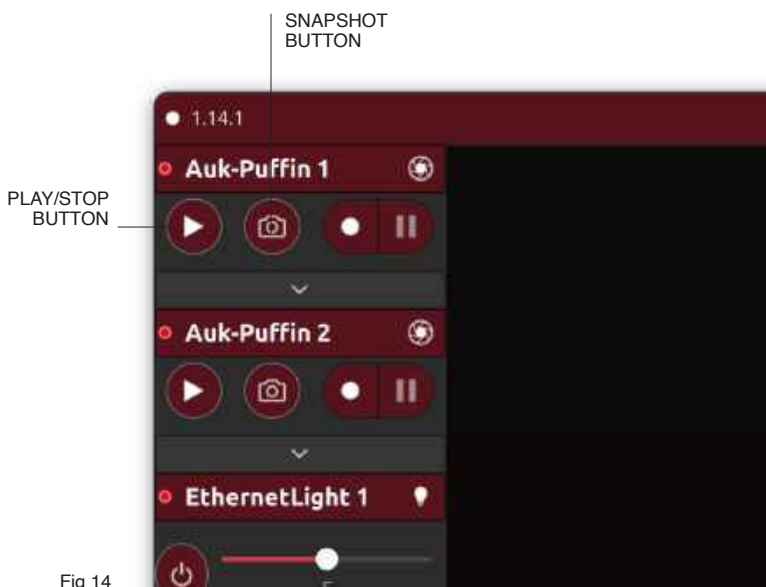 SNAPSHOT
BUTTON
1.14.1
Auk-Puffin 1
PLAY/STOP
BUTTON
Auk-Puffin 2
EthernetLight 1
Fig 14